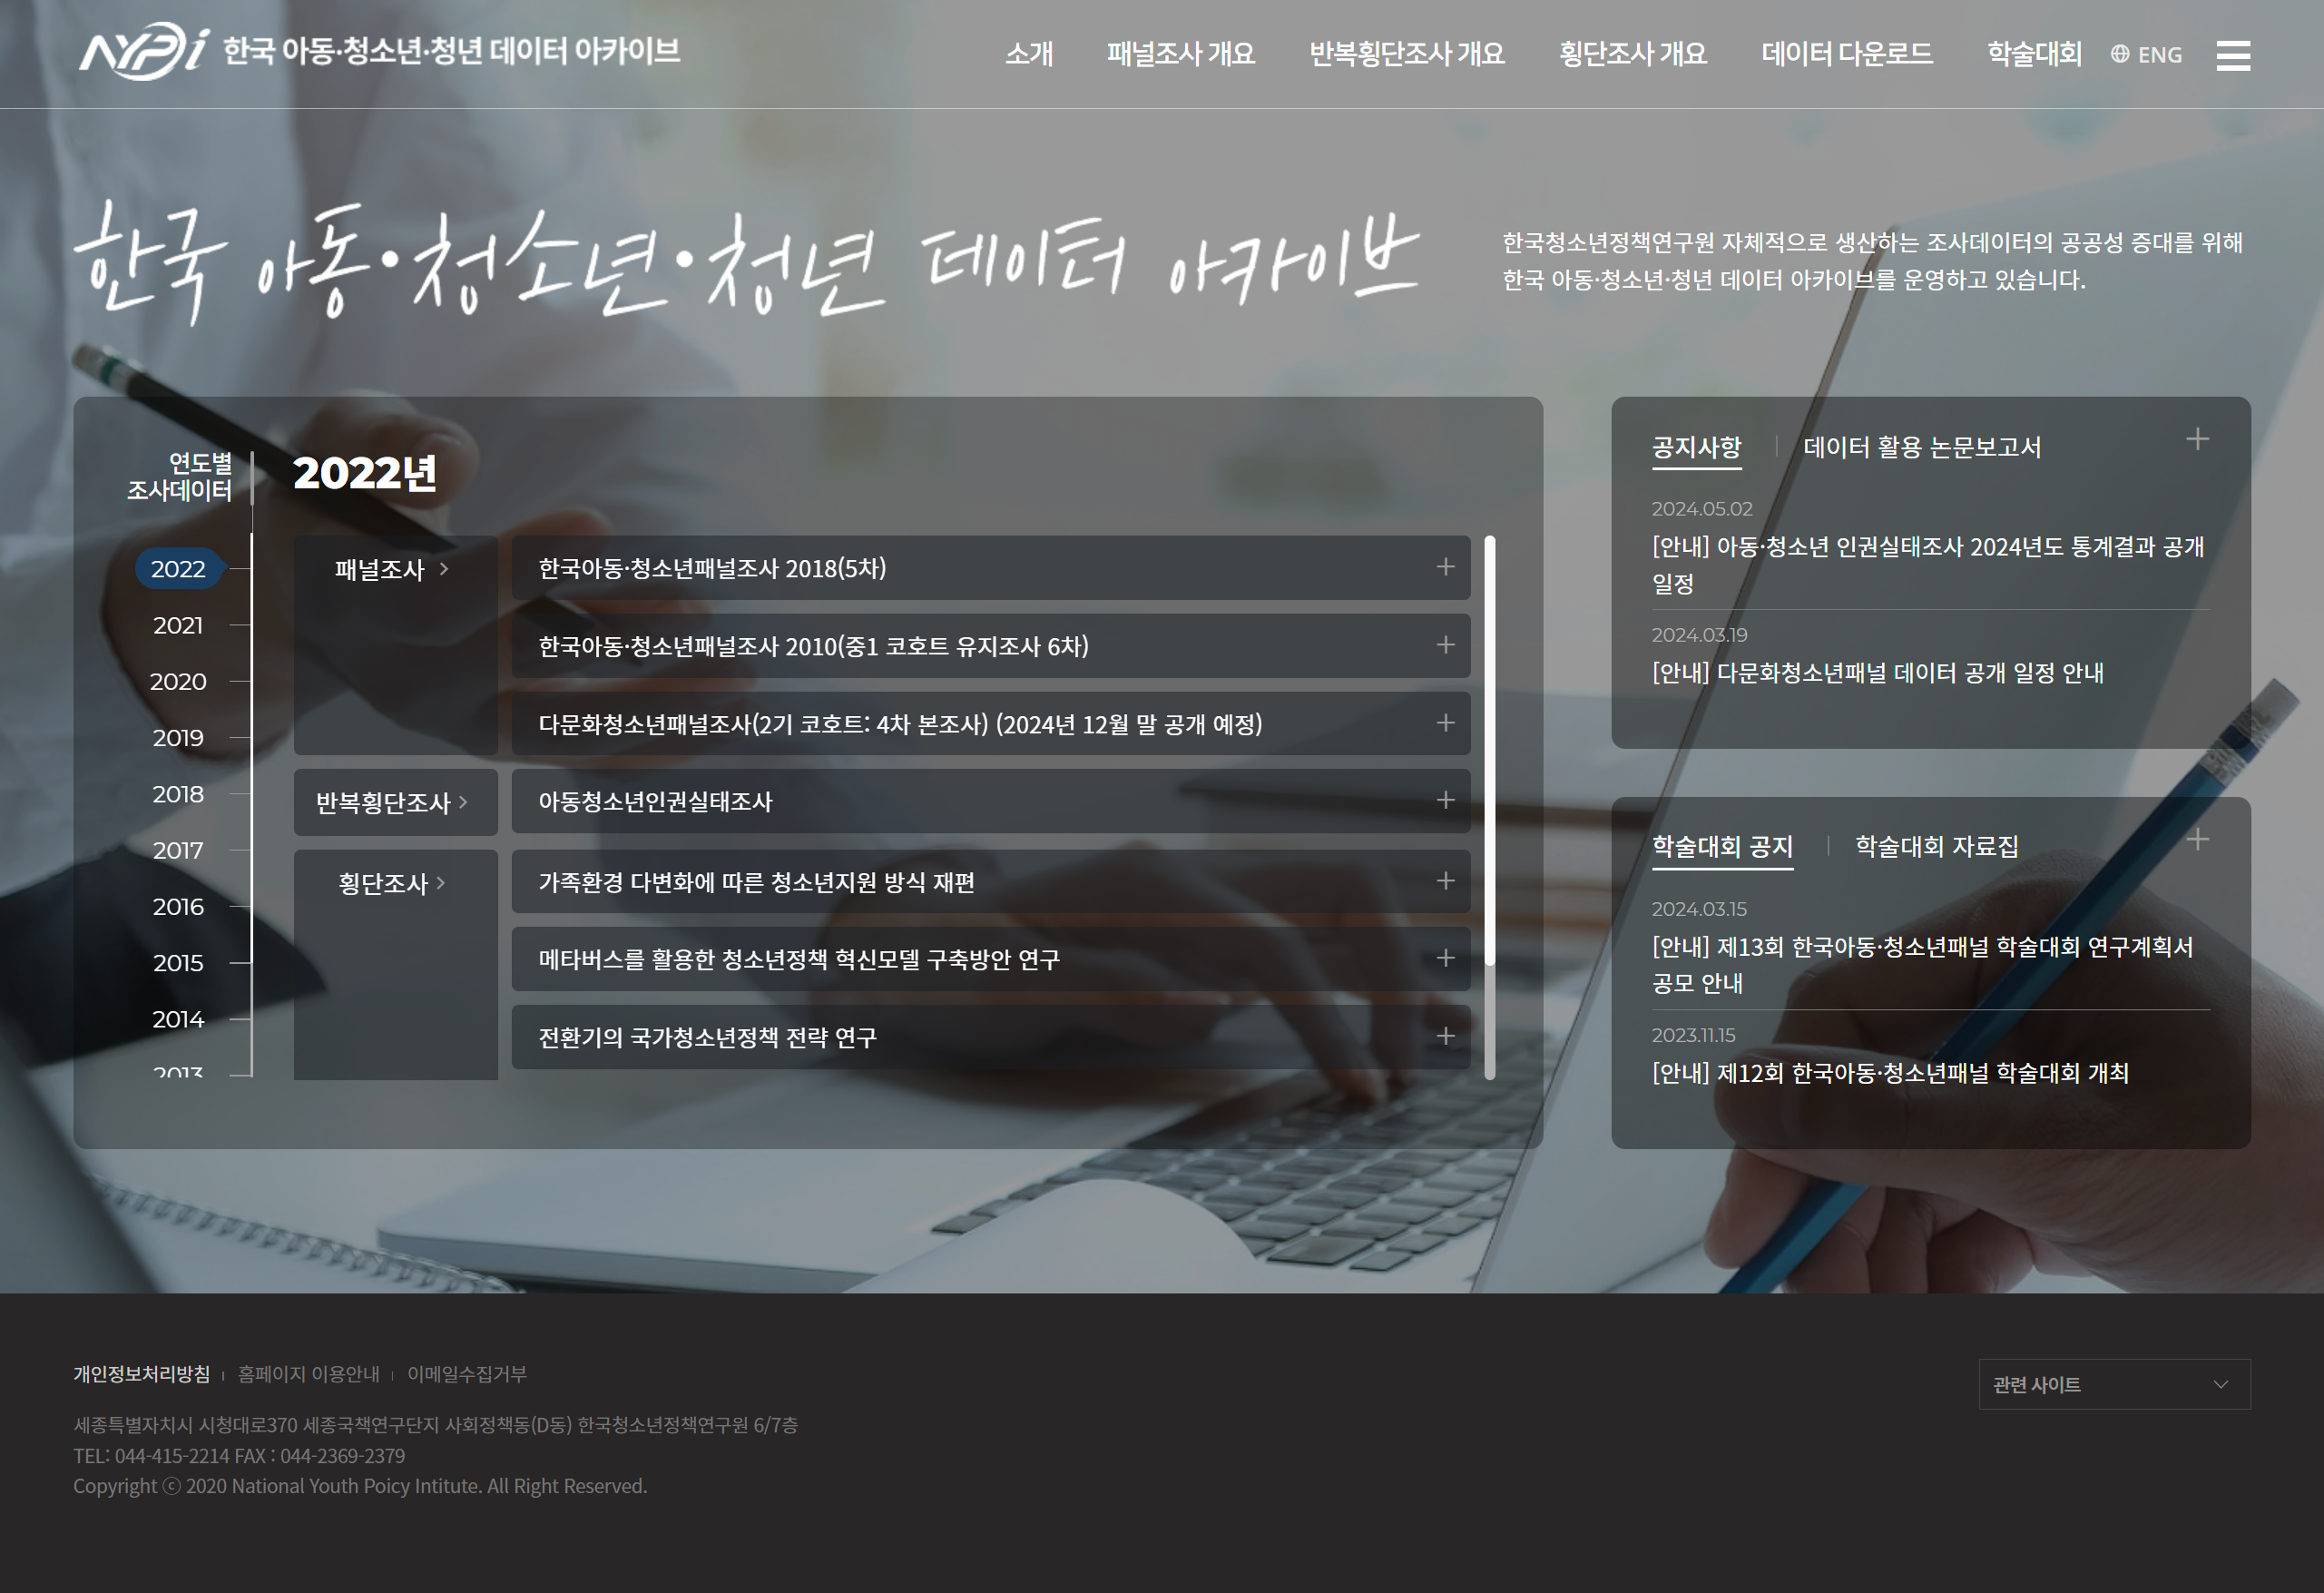 NYPi 한국 아동·청소년·청년 데이터 아카이브
소개 패널조사 개요 반복횡단조사 개요 횡단조사 개요 데이터 다운로드 학술대회 ENG
한국 아동·청소년·청년 데이터 아카이브
한국청소년정책연구원 자체적으로 생산하는 조사데이터의 공공성 증대를 위해
한국 아동·청소년·청년 데이터 아카이브를 운영하고 있습니다.
연도별
조사데이터
2022
2021
2020
2019
2018
2017
2016
2015
2014
2013
2022년
패널조사
한국아동·청소년패널조사 2018(5차)
한국아동·청소년패널조사 2010(중1 코호트 유지조사 6차)
다문화청소년패널조사(2기 코호트: 4차 본조사) (2024년 12월 말 공개 예정)
반복횡단조사
아동청소년인권실태조사
횡단조사
가족환경 다변화에 따른 청소년지원 방식 재편
메타버스를 활용한 청소년정책 혁신모델 구축방안 연구
전환기의 국가청소년정책 전략 연구
공지사항 데이터 활용 논문보고서
2024.05.02
[안내] 아동·청소년 인권실태조사 2024년도 통계결과 공개
일정
2024.03.19
[안내] 다문화청소년패널 데이터 공개 일정 안내
학술대회 공지 학술대회 자료집
2024.03.15
[안내] 제13회 한국아동·청소년패널 학술대회 연구계획서
공모 안내
2023.11.15
[안내] 제12회 한국아동·청소년패널 학술대회 개최
개인정보처리방침 홈페이지 이용안내 이메일수집거부
관련 사이트
세종특별자치시 시청대로370 세종국책연구단지 사회정책동(D동) 한국청소년정책연구원 6/7층
TEL: 044-415-2214 FAX : 044-2369-2379
Copyright ⓒ 2020 National Youth Poicy Intitute. All Right Reserved.